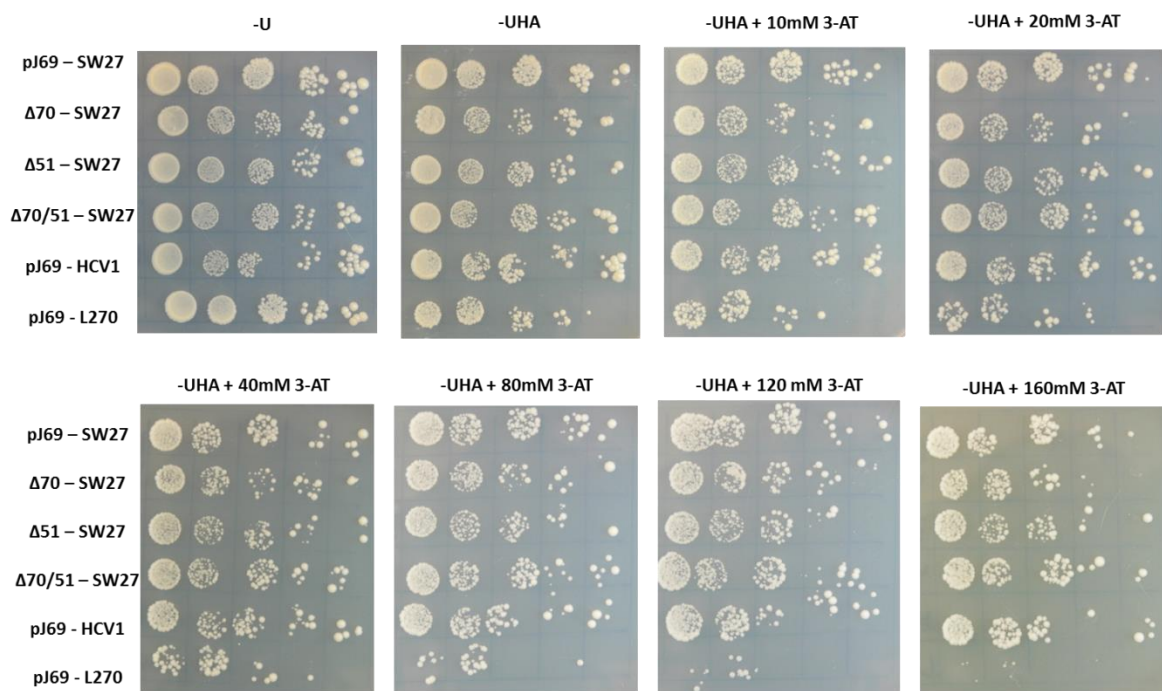 -U
-UHA
-UHA + 10mM 3-AT
-UHA + 20mM 3-AT
pJ69 – SW27
Δ70 – SW27
Δ51 – SW27
Δ70/51 – SW27
pJ69 - HCV1
pJ69 - L270
-UHA + 40mM 3-AT
-UHA + 80mM 3-AT
-UHA + 120 mM 3-AT
-UHA + 160mM 3-AT
pJ69 – SW27
Δ70 – SW27
Δ51 – SW27
Δ70/51 – SW27
pJ69 - HCV1
pJ69 - L270